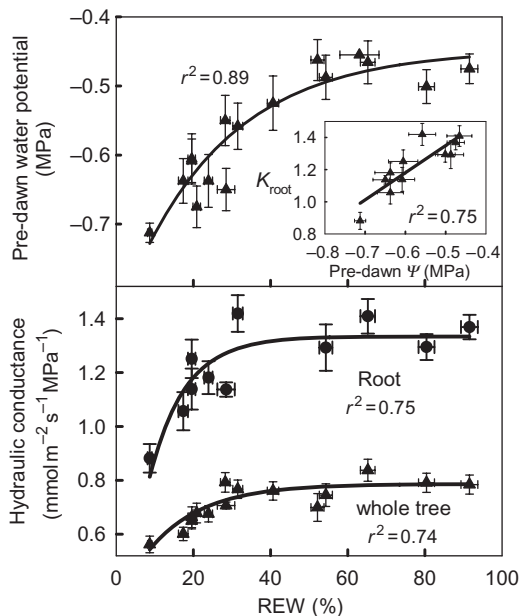 Pre-dawn water potential
(MPa)
−0.4
−0.5
−0.6
−0.7
r²=0.89
K_root
1.4
1.2
1.0
0.8
r²=0.75
−0.8 −0.7 −0.6 −0.5 −0.4
Pre-dawn Ψ (MPa)
Hydraulic conductance
(mmol m⁻² s⁻¹ MPa⁻¹)
1.4
1.2
1.0
0.8
0.6
Root
r²=0.75
whole tree
r²=0.74
0 20 40 60 80 100
REW (%)